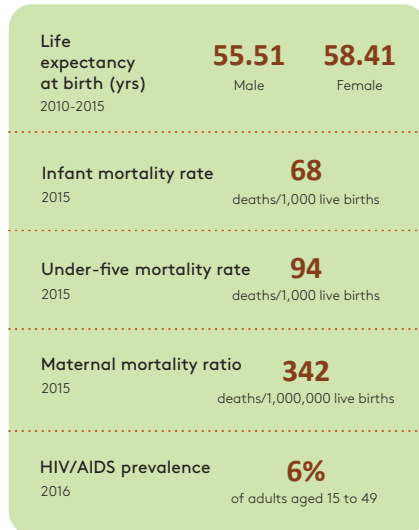 Life
expectancy
at birth (yrs)
2010-2015
55.51
Male
58.41
Female
Infant mortality rate
2015
68
deaths/1,000 live births
Under-five mortality rate
2015
94
deaths/1,000 live births
Maternal mortality ratio
2015
342
deaths/1,000,000 live births
HIV/AIDS prevalence
2016
6%
of adults aged 15 to 49